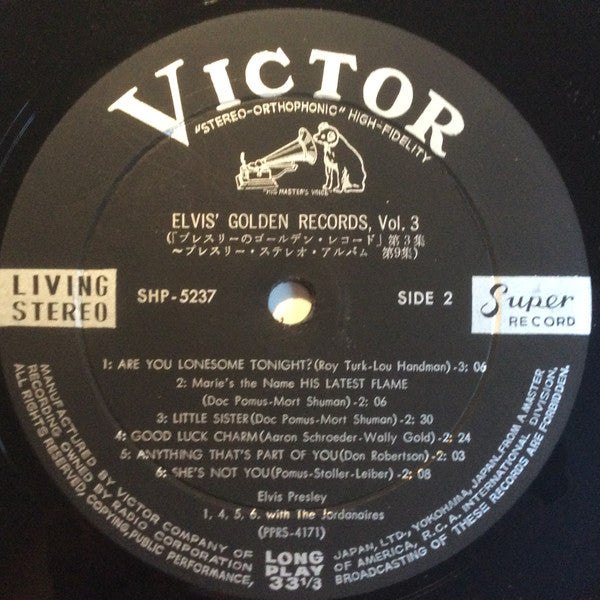 VICTOR
"STEREO-ORTHOPHONIC" HIGH-FIDELITY
"HIS MASTER'S VOICE"
ELVIS' GOLDEN RECORDS, Vol. 3
(「プレスリーのゴールデン・レコード」第3集
〜プレスリー・ステレオ・アルバム 第9集)
LIVING
STEREO
SHP-5237
SIDE 2
Super
RECORD
1: ARE YOU LONESOME TONIGHT? (Roy Turk-Lou Handman)-3: 06
2: Marie's the Name HIS LATEST FLAME
(Doc Pomus-Mort Shuman)-2: 06
3: LITTLE SISTER (Doc Pomus-Mort Shuman)-2: 30
4: GOOD LUCK CHARM (Aaron Schroeder-Wally Gold)-2: 24
5: ANYTHING THAT'S PART OF YOU (Don Robertson)-2: 03
6: SHE'S NOT YOU (Pomus-Stoller-Leiber)-2: 08
Elvis Presley
1, 4, 5, 6. with The Jordanaires
(PPRS-4171)
LONG
PLAY
33 1/3
MANUFACTURED BY VICTOR COMPANY OF JAPAN, LTD., YOKOHAMA, JAPAN, FROM A MASTER
RECORDING OWNED BY RADIO CORPORATION OF AMERICA, R.C.A. INTERNATIONAL DIVISION.
ALL RIGHTS RESERVED, COPYING, PUBLIC PERFORMANCE, BROADCASTING OF THESE RECORDS ARE FORBIDDEN.